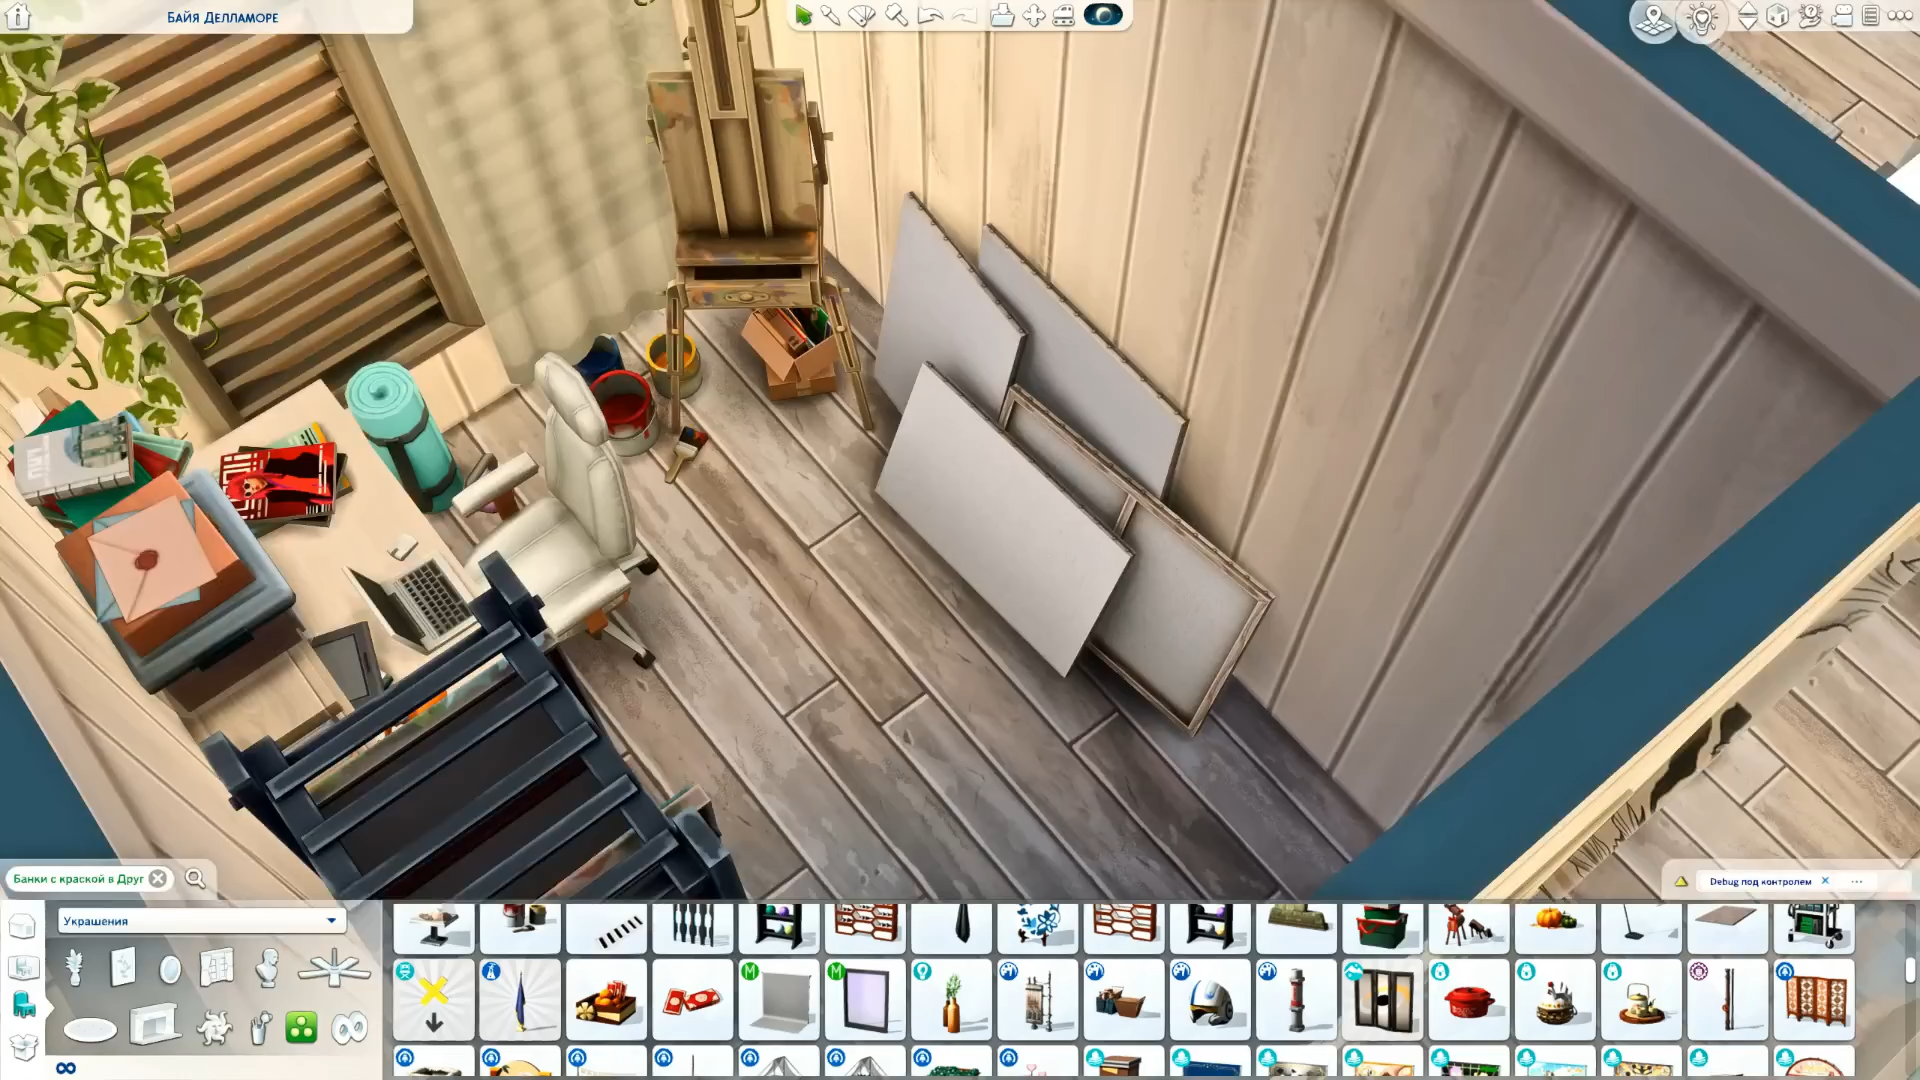 Байя Делламоре
Банки с краской в Друг
Debug под контролем
Украшения
M
M